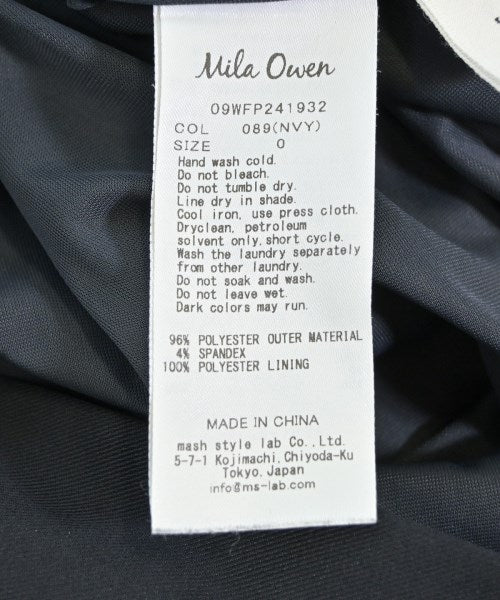 Mila Owen
09WFP241932
COL 089(NVY)
SIZE 0
Hand wash cold.
Do not bleach.
Do not tumble dry.
Line dry in shade.
Cool iron, use press cloth.
Dryclean, petroleum
solvent only, short cycle.
Wash the laundry separately
from other laundry.
Do not soak and wash.
Do not leave wet.
Dark colors may run.
96% POLYESTER OUTER MATERIAL
4% SPANDEX
100% POLYESTER LINING
MADE IN CHINA
mash style lab Co., Ltd.
5-7-1 Kojimachi, Chiyoda-Ku
Tokyo, Japan
info@ms-lab.com